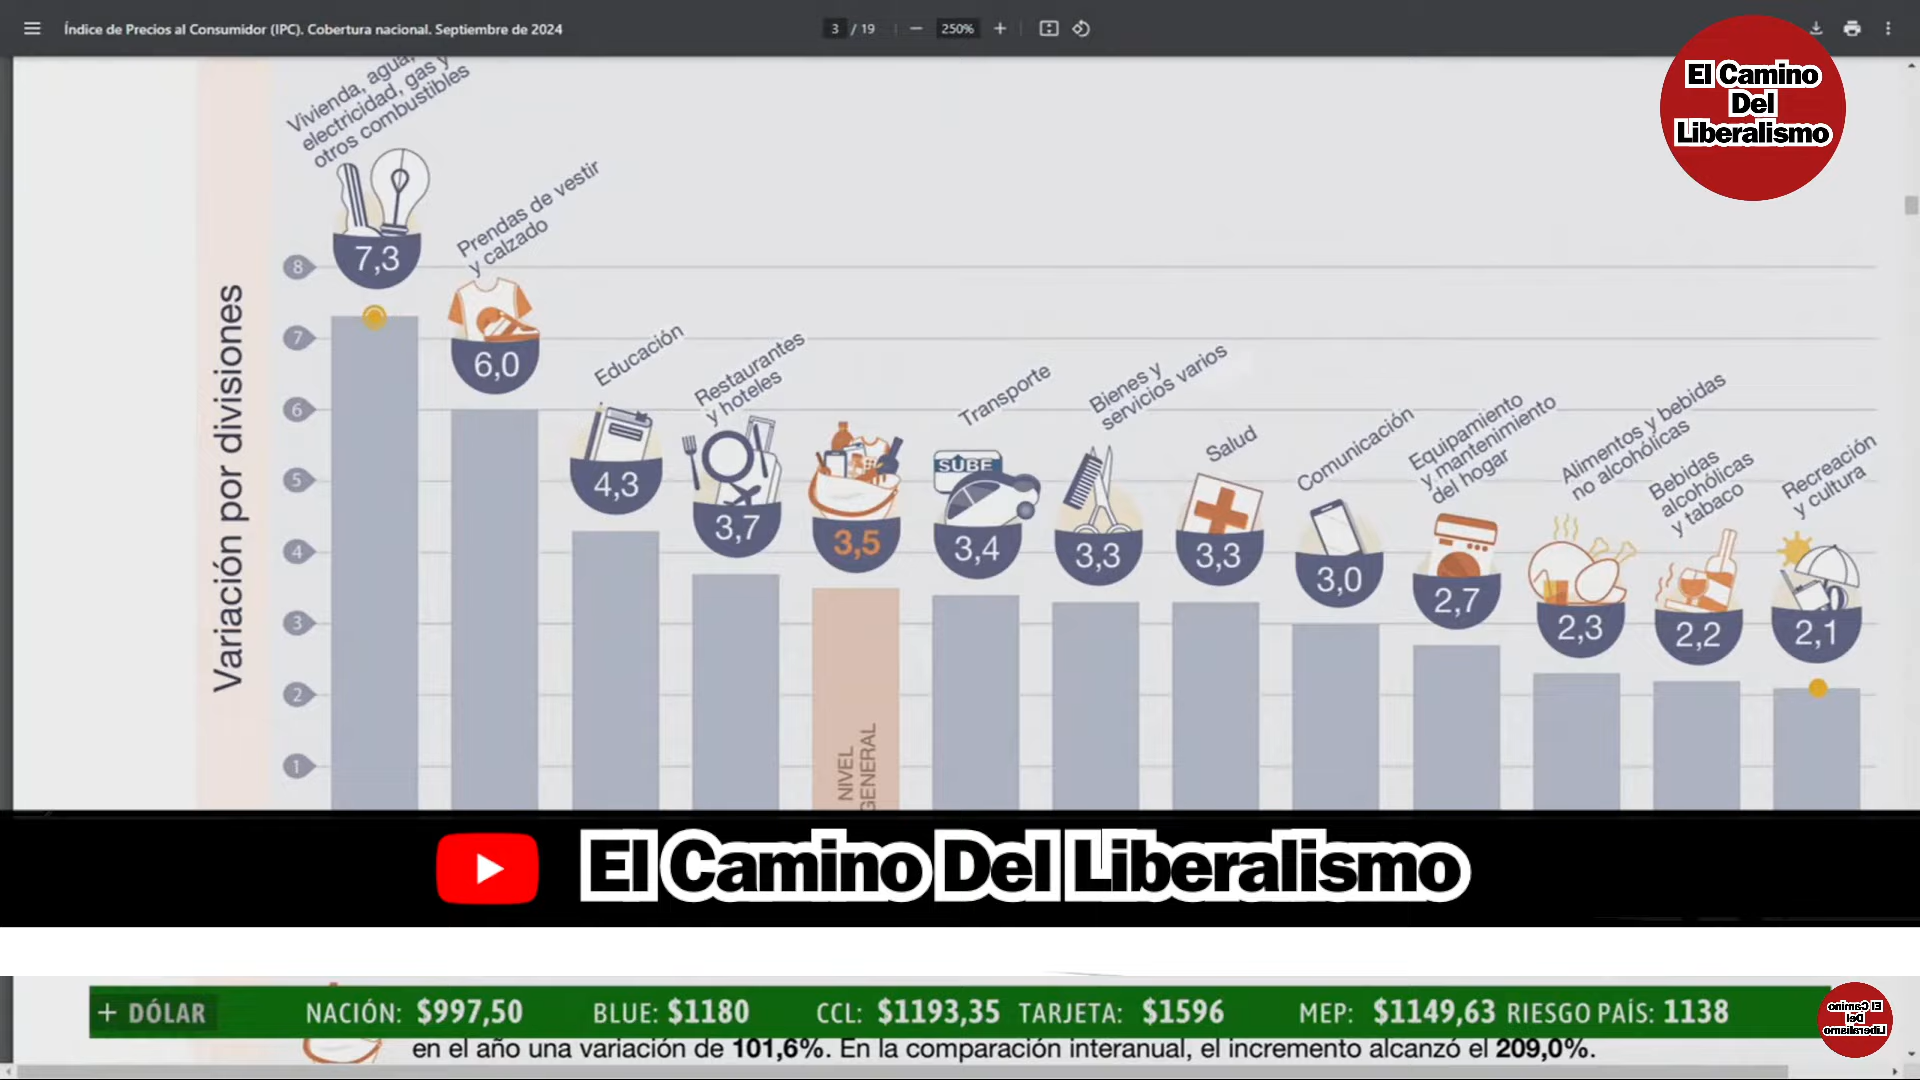 Índice de Precios al Consumidor (IPC). Cobertura nacional. Septiembre de 2024
3 / 19
250%
El Camino
Del
Liberalismo
Variación por divisiones
Vivienda, agua,
electricidad, gas y
otros combustibles
7,3
Prendas de vestir
y calzado
6,0
Educación
4,3
Restaurantes
y hoteles
3,7
3,5
NIVEL
GENERAL
Transporte
SUBE
3,4
Bienes y
servicios varios
3,3
Salud
3,3
Comunicación
3,0
Equipamiento
y mantenimiento
del hogar
2,7
Alimentos y bebidas
no alcohólicas
2,3
Bebidas
alcohólicas
y tabaco
2,2
Recreación
y cultura
2,1
8
7
6
5
4
3
2
1
El Camino Del Liberalismo
+ DÓLAR NACIÓN: $997,50 BLUE: $1180 CCL: $1193,35 TARJETA: $1596 MEP: $1149,63 RIESGO PAÍS: 1138
El Camino
Del
Liberalismo
en el año una variación de 101,6%. En la comparación interanual, el incremento alcanzó el 209,0%.